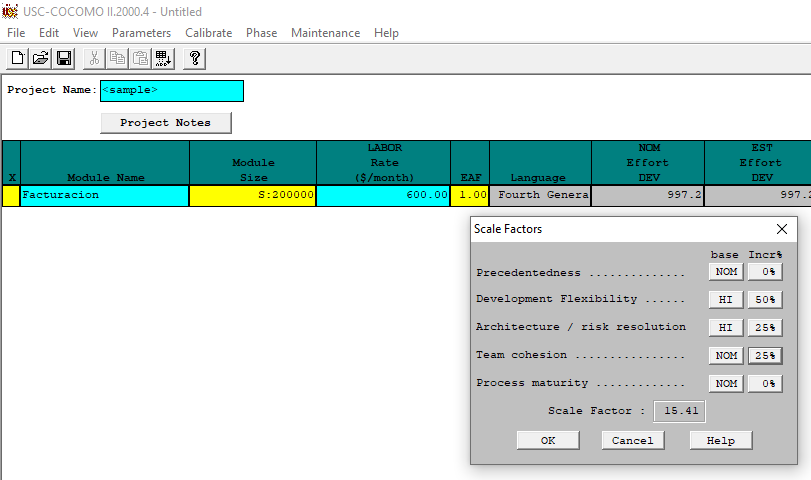 USC-COCOMO II.2000.4 - Untitled
File Edit View Parameters Calibrate Phase Maintenance Help
Project Name: <sample>
Project Notes
X Module Name Module Size LABOR Rate ($/month) EAF Language NOM Effort DEV EST Effort DEV
Facturacion S:200000 600.00 1.00 Fourth Genera 997.2 997.2
Scale Factors
base Incr%
Precedentedness .............. NOM 0%
Development Flexibility ...... HI 50%
Architecture / risk resolution HI 25%
Team cohesion ............... NOM 25%
Process maturity ............. NOM 0%
Scale Factor : 15.41
OK Cancel Help